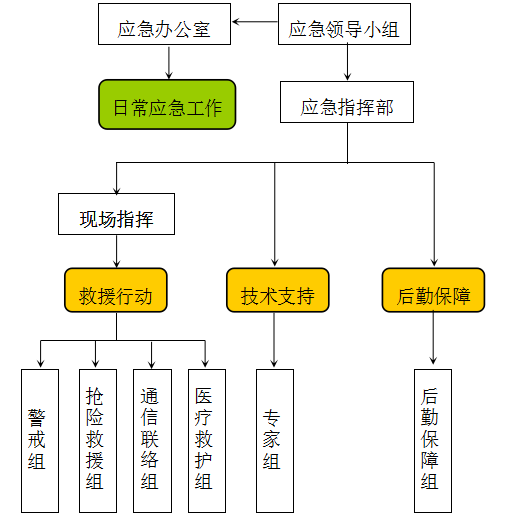 应急办公室
应急领导小组
日常应急工作
应急指挥部
现场指挥
救援行动
技术支持
后勤保障
警戒组
抢险救援组
通信联络组
医疗救护组
专家组
后勤保障组